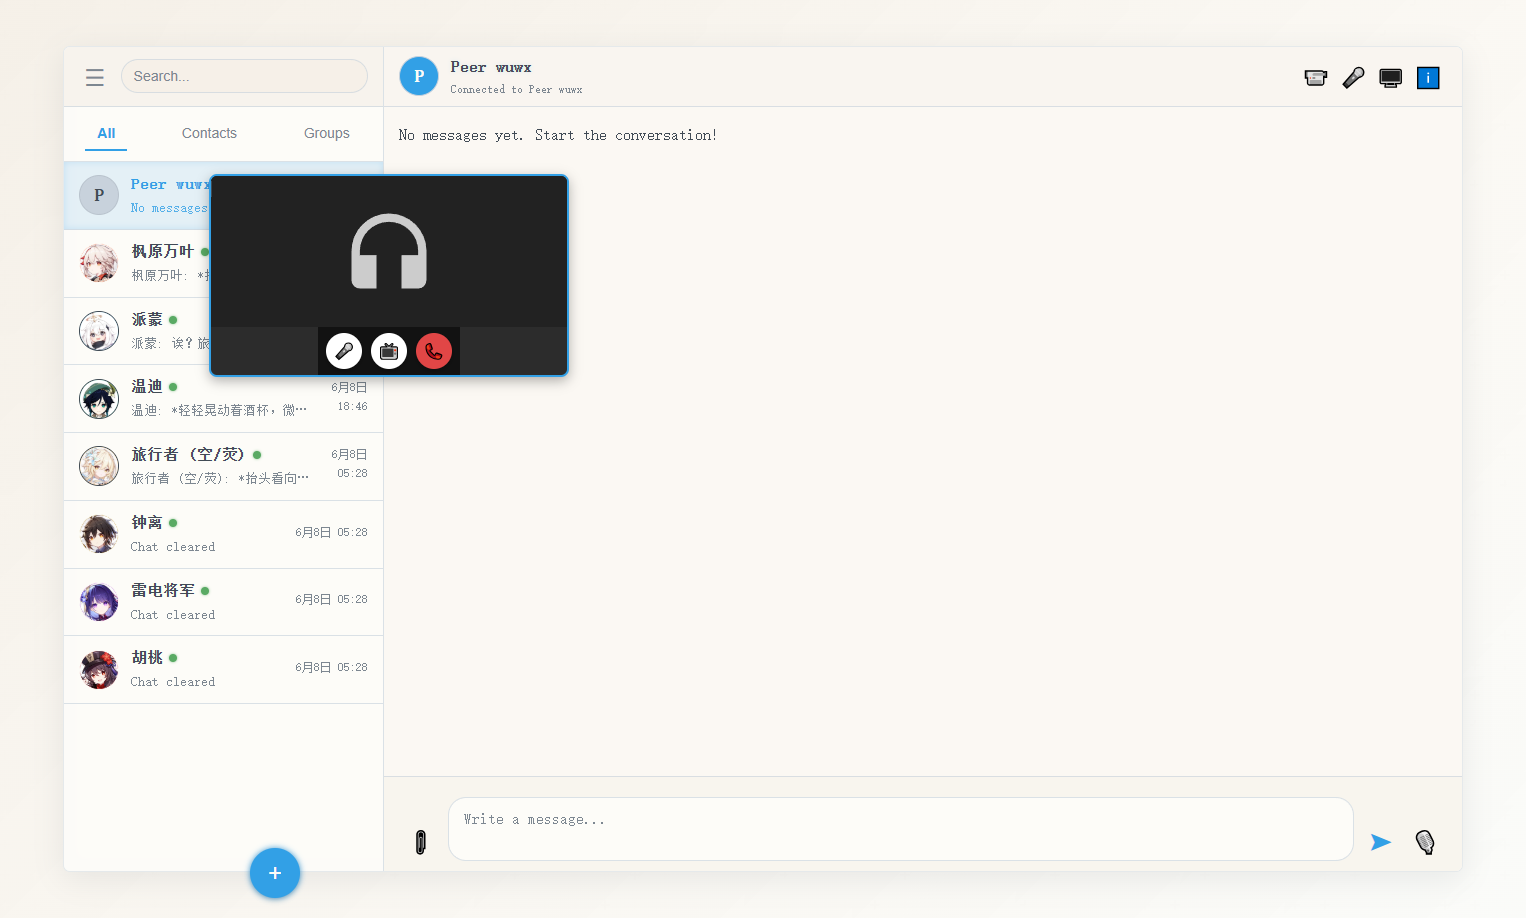 ☰ Search...
P Peer wuwx
Connected to Peer wuwx
All Contacts Groups
No messages yet. Start the conversation!
P Peer wuwx
No messages
枫原万叶
枫原万叶: *
派蒙
派蒙: 诶? 旅
温迪 6月8日
温迪: *轻轻晃动着酒杯，微… 18:46
旅行者 (空/荧) 6月8日
旅行者 (空/荧): *抬头看向… 05:28
钟离
Chat cleared 6月8日 05:28
雷电将军
Chat cleared 6月8日 05:28
胡桃
Chat cleared 6月8日 05:28
Write a message...
+